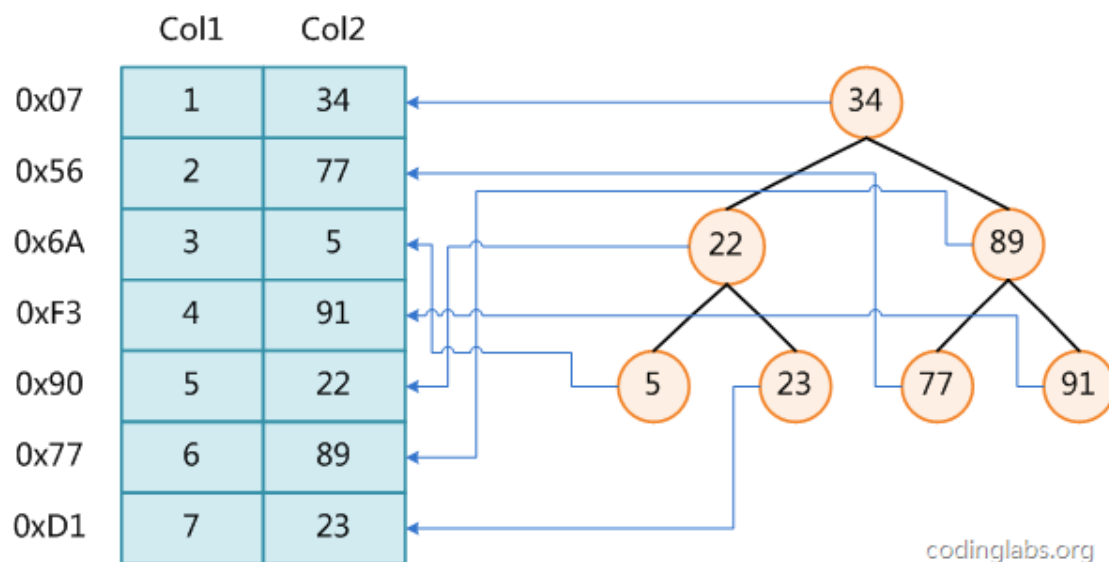 Col1 Col2
0x07 1 34 34
0x56 2 77
0x6A 3 5 22 89
0xF3 4 91
0x90 5 22 5 23 77 91
0x77 6 89
0xD1 7 23
codinglabs.org